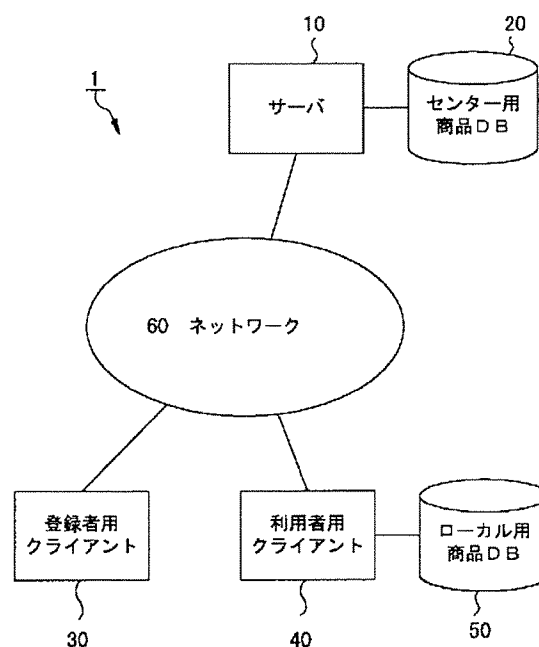 10
20
1
サーバ
センター用
商品DB
60 ネットワーク
登録者用
クライアント
利用者用
クライアント
ローカル用
商品DB
30
40
50